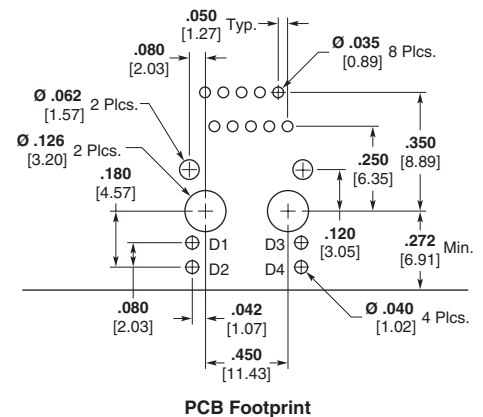 .050
[1.27]
Typ.
.080
[2.03]
Ø .035
[0.89]
8 Plcs.
Ø .062
[1.57]
2 Plcs.
Ø .126
[3.20]
2 Plcs.
.180
[4.57]
.350
[8.89]
.250
[6.35]
.120
[3.05]
.272
[6.91]
Min.
D1
D3
D2
D4
.080
[2.03]
.042
[1.07]
Ø .040
[1.02]
4 Plcs.
.450
[11.43]
PCB Footprint